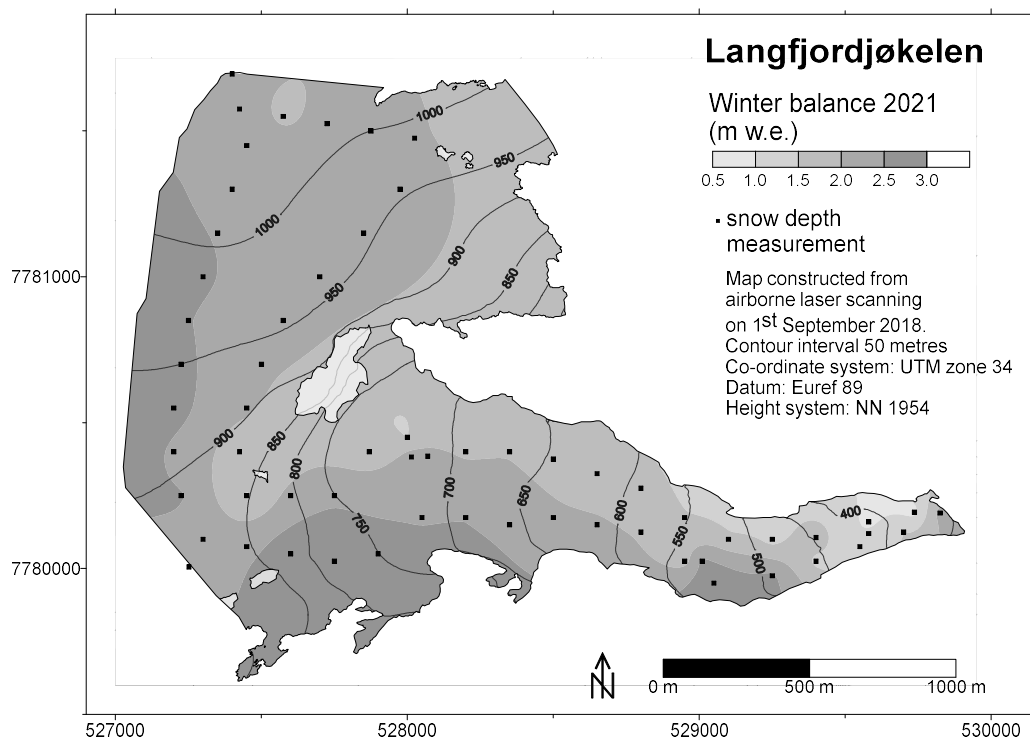 Langfjordjøkelen
Winter balance 2021
(m w.e.)
0.5 1.0 1.5 2.0 2.5 3.0
snow depth
measurement
Map constructed from
airborne laser scanning
on 1st September 2018.
Contour interval 50 metres
Co-ordinate system: UTM zone 34
Datum: Euref 89
Height system: NN 1954
1000
950
1000
900
850
7781000
950
900
850
800
700
650
600
750
550
500
400
7780000
N
0 m 500 m 1000 m
527000 528000 529000 530000